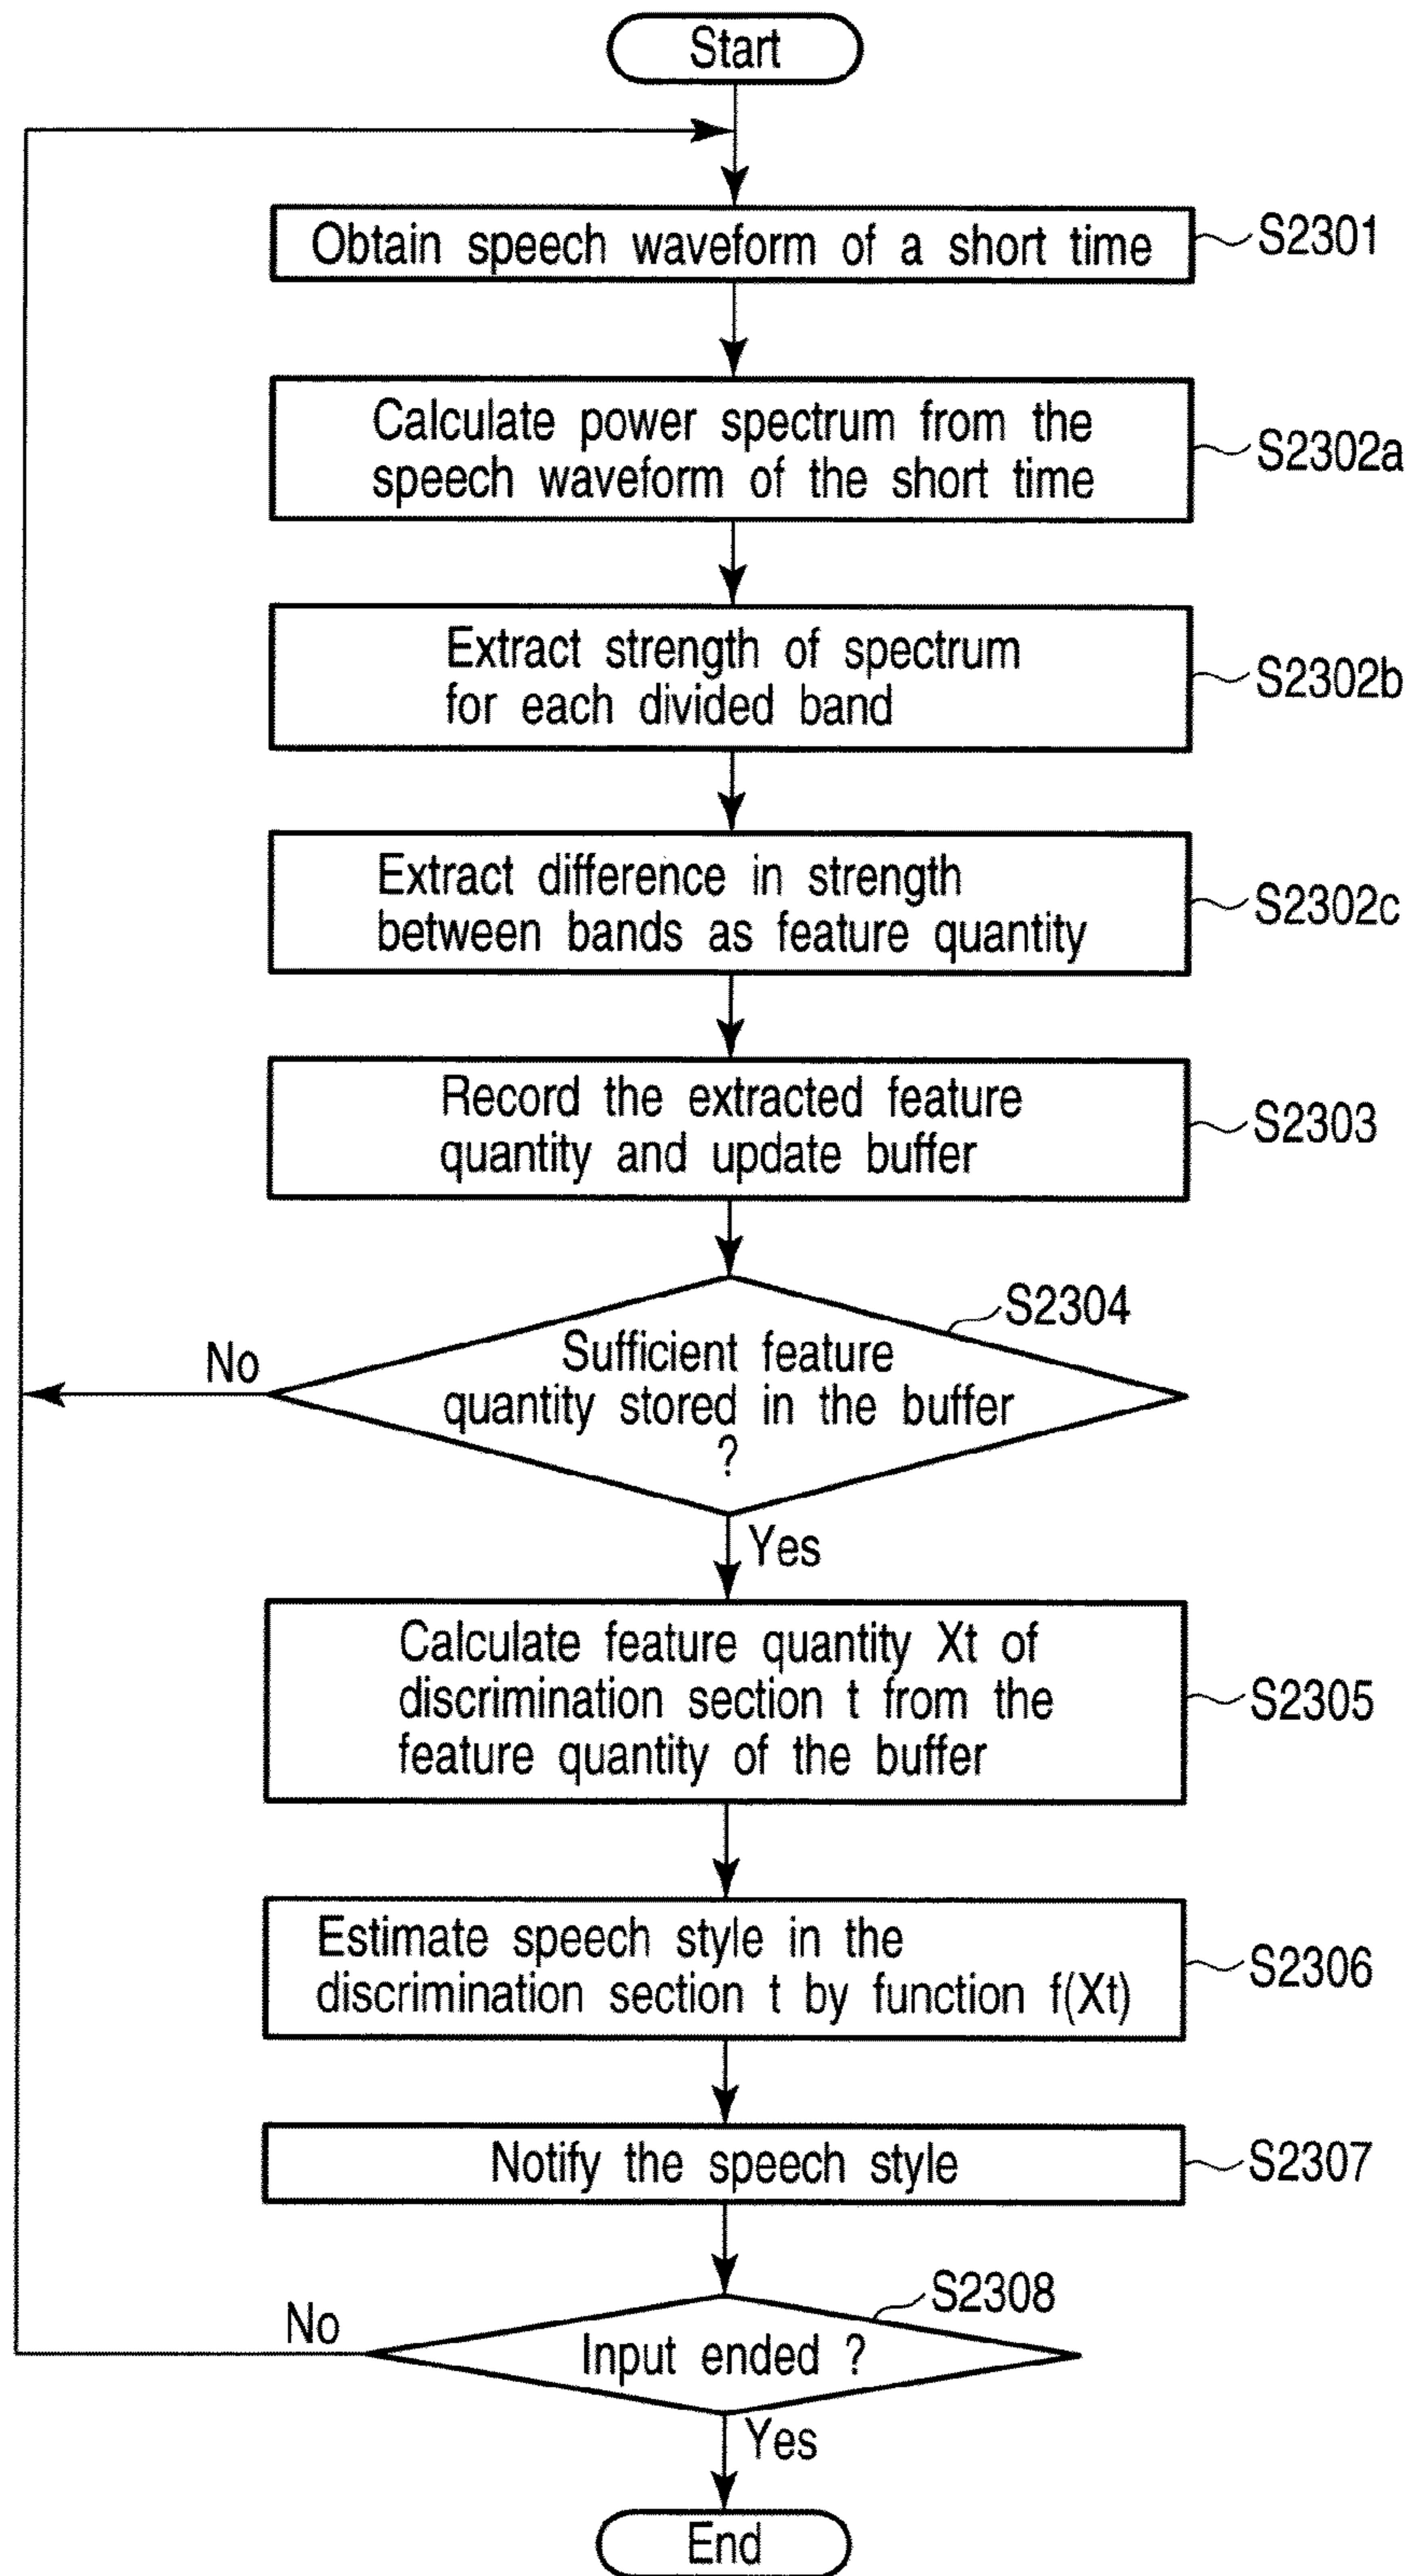 Start
Obtain speech waveform of a short time
S2301
Calculate power spectrum from the
speech waveform of the short time
S2302a
Extract strength of spectrum
for each divided band
S2302b
Extract difference in strength
between bands as feature quantity
S2302c
Record the extracted feature
quantity and update buffer
S2303
S2304
No
Sufficient feature
quantity stored in the buffer
?
Yes
Calculate feature quantity Xt of
discrimination section t from the
feature quantity of the buffer
S2305
Estimate speech style in the
discrimination section t by function f(Xt)
S2306
Notify the speech style
S2307
S2308
No
Input ended ?
Yes
End